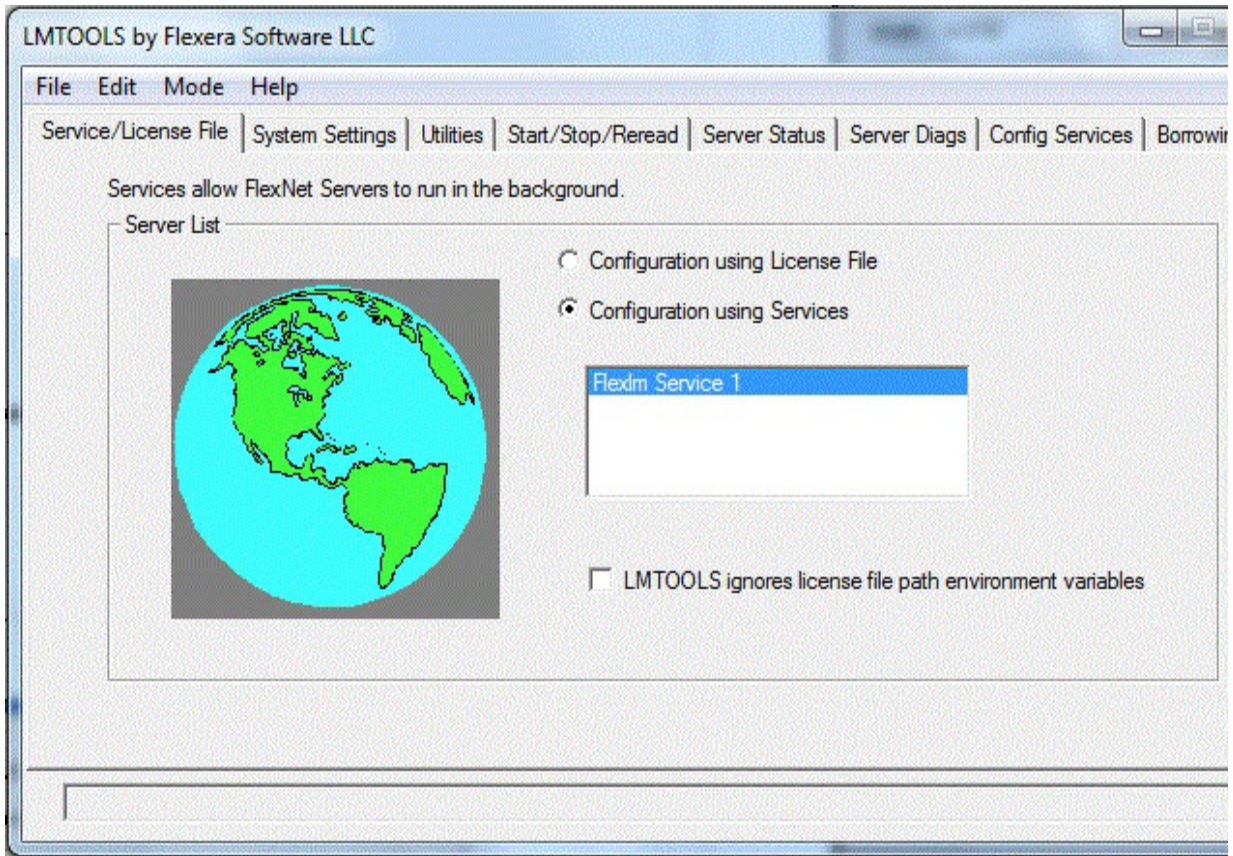 LMTOOLS by Flexera Software LLC
File Edit Mode Help
Service/License File System Settings Utilities Start/Stop/Reread Server Status Server Diags Config Services Borrowin
Services allow FlexNet Servers to run in the background.
Server List
Configuration using License File
Configuration using Services
Flexlm Service 1
LMTOOLS ignores license file path environment variables